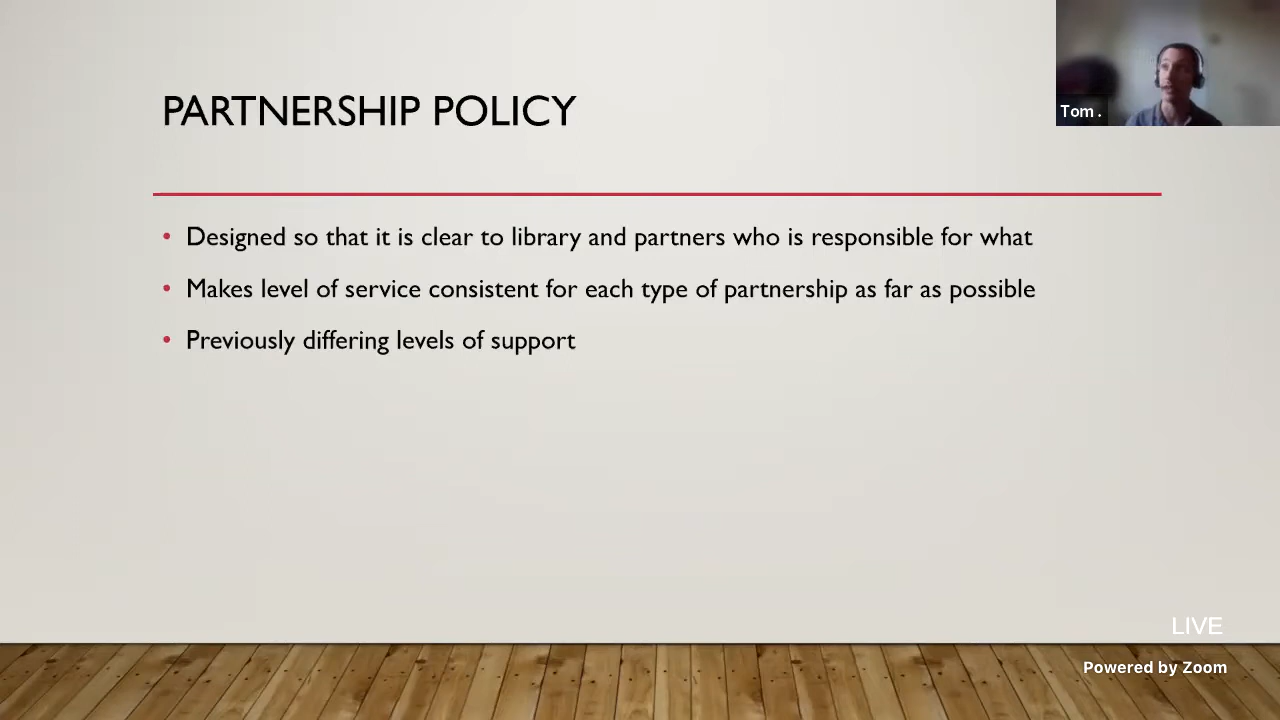 PARTNERSHIP POLICY
Tom .
• Designed so that it is clear to library and partners who is responsible for what
• Makes level of service consistent for each type of partnership as far as possible
• Previously differing levels of support
LIVE
Powered by Zoom